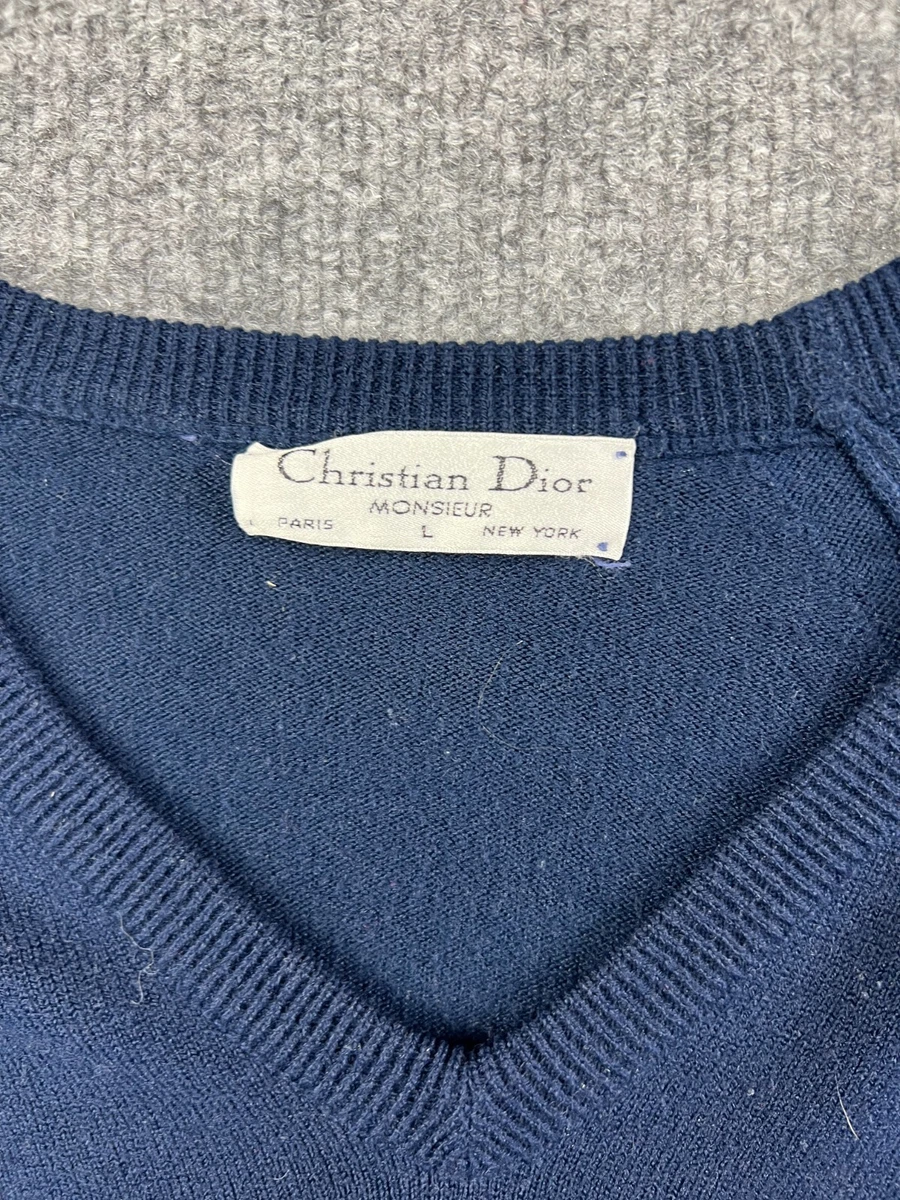 Christian Dior
MONSIEUR
PARIS L NEW YORK